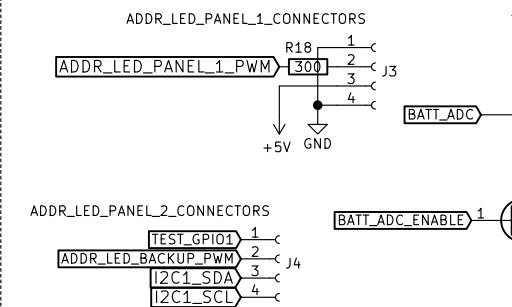 ADDR_LED_PANEL_1_CONNECTORS
R18
1
ADDR_LED_PANEL_1_PWM
300
2
J3
3
4
BATT_ADC
+5V
GND
ADDR_LED_PANEL_2_CONNECTORS
BATT_ADC_ENABLE
1
TEST_GPIO1
1
ADDR_LED_BACKUP_PWM
2
J4
I2C1_SDA
3
I2C1_SCL
4